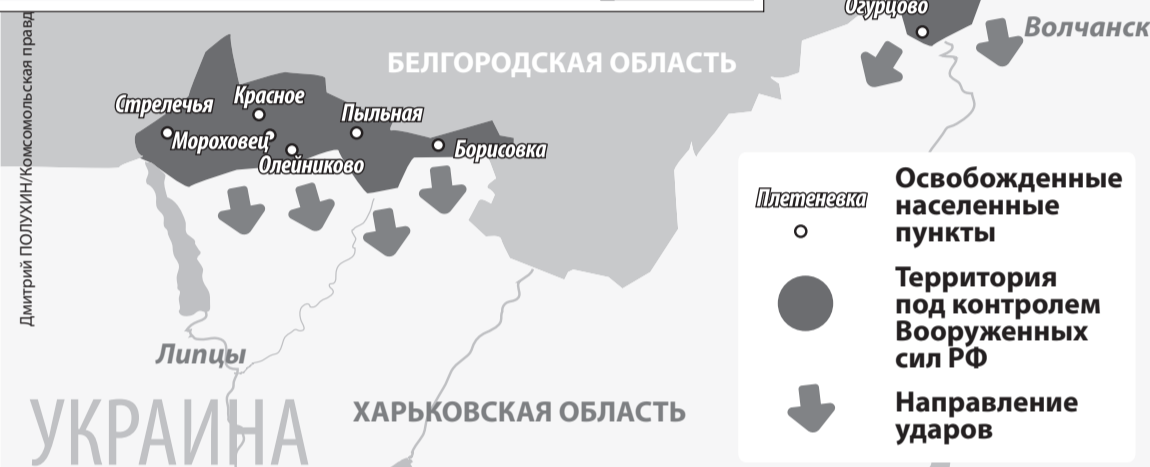 Огурцово
Волчанск
БЕЛГОРОДСКАЯ ОБЛАСТЬ
Стрелечья
Красное
Пыльная
Мороховец
Олейниково
Борисовка
Липцы
УКРАИНА
ХАРЬКОВСКАЯ ОБЛАСТЬ
Плетеневка
Освобожденные
населенные
пункты
Территория
под контролем
Вооруженных
сил РФ
Направление
ударов
Дмитрий ПОЛУХИН/Комсомольская правд